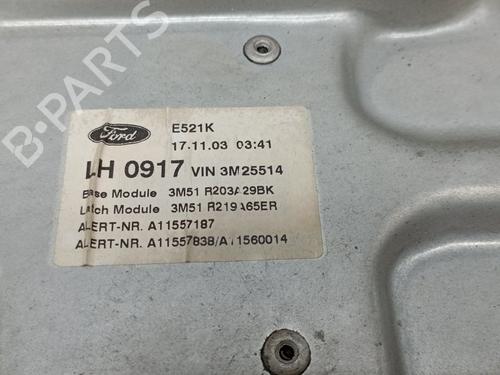 Ford
E521K
17.11.03 03:41
LH 0917 VIN 3M25514
Base Module 3M51 R203A29BK
Latch Module 3M51 R219A65ER
ALERT-NR. A11557187
ALERT-NR. A11557838/A11560014
B-PARTS